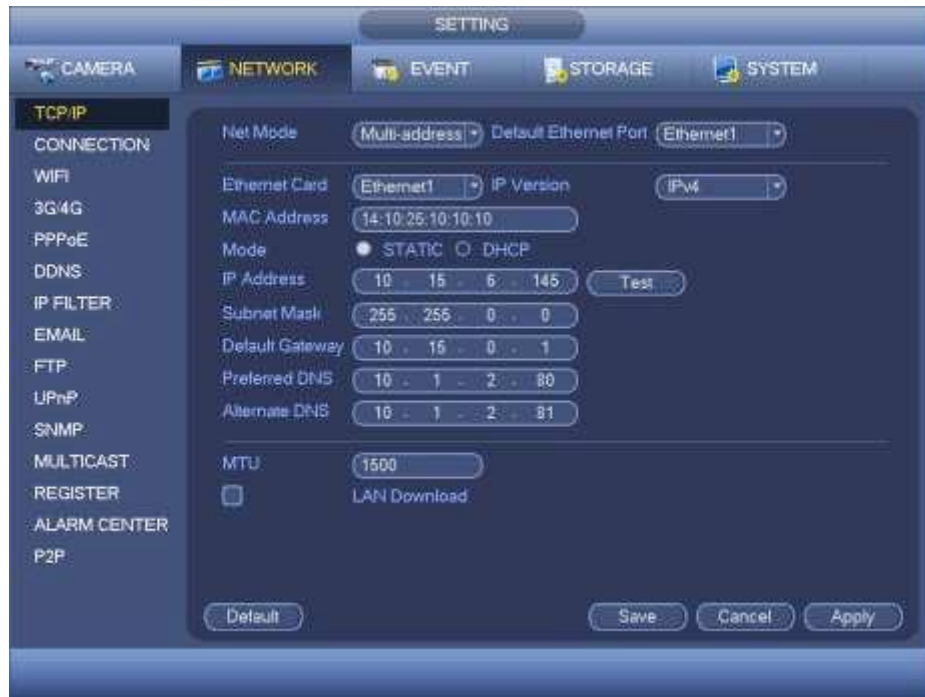 SETTING
CAMERA NETWORK EVENT STORAGE SYSTEM
TCP/IP
CONNECTION
WIFI
3G/4G
PPPoE
DDNS
IP FILTER
EMAIL
FTP
UPnP
SNMP
MULTICAST
REGISTER
ALARM CENTER
P2P
Net Mode Multi-address Default Ethernet Port Ethernet1
Ethernet Card Ethernet1 IP Version IPv4
MAC Address 14:10:25:10:10:10
Mode STATIC DHCP
IP Address 10 . 15 . 6 . 145 Test
Subnet Mask 255 . 255 . 0 . 0
Default Gateway 10 . 15 . 0 . 1
Preferred DNS 10 . 1 . 2 . 80
Alternate DNS 10 . 1 . 2 . 81
MTU 1500
LAN Download
Default Save Cancel Apply